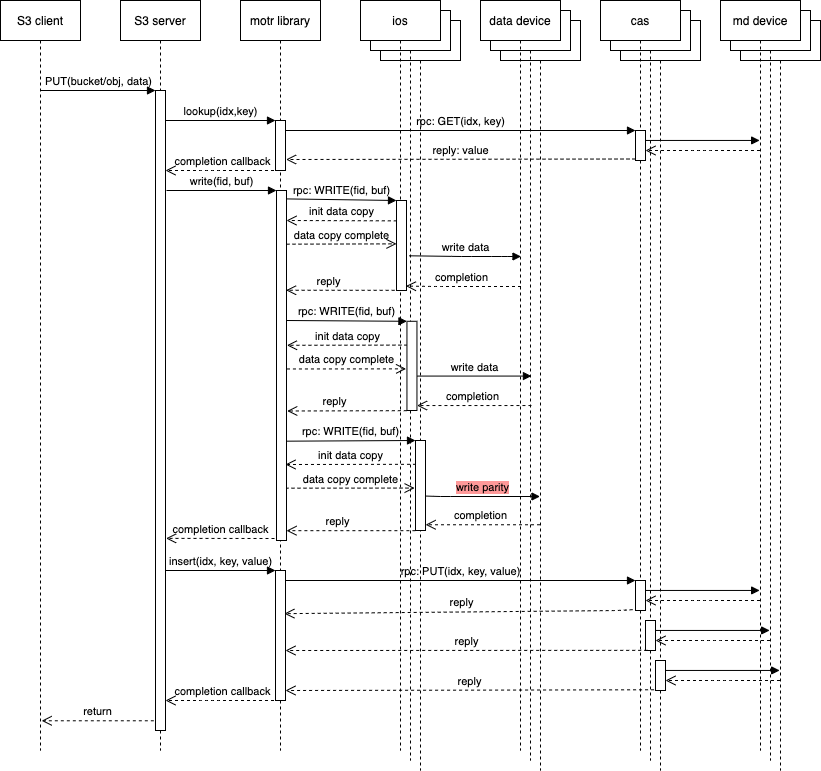 S3 client
S3 server
motr library
ios
data device
cas
md device
PUT(bucket/obj, data)
lookup(idx,key)
rpc: GET(idx, key)
reply: value
completion callback
write(fid, buf)
rpc: WRITE(fid, buf)
init data copy
data copy complete
write data
completion
reply
rpc: WRITE(fid, buf)
init data copy
data copy complete
write data
completion
reply
rpc: WRITE(fid, buf)
init data copy
data copy complete
write parity
completion
reply
completion callback
insert(idx, key, value)
rpc: PUT(idx, key, value)
reply
reply
reply
completion callback
return